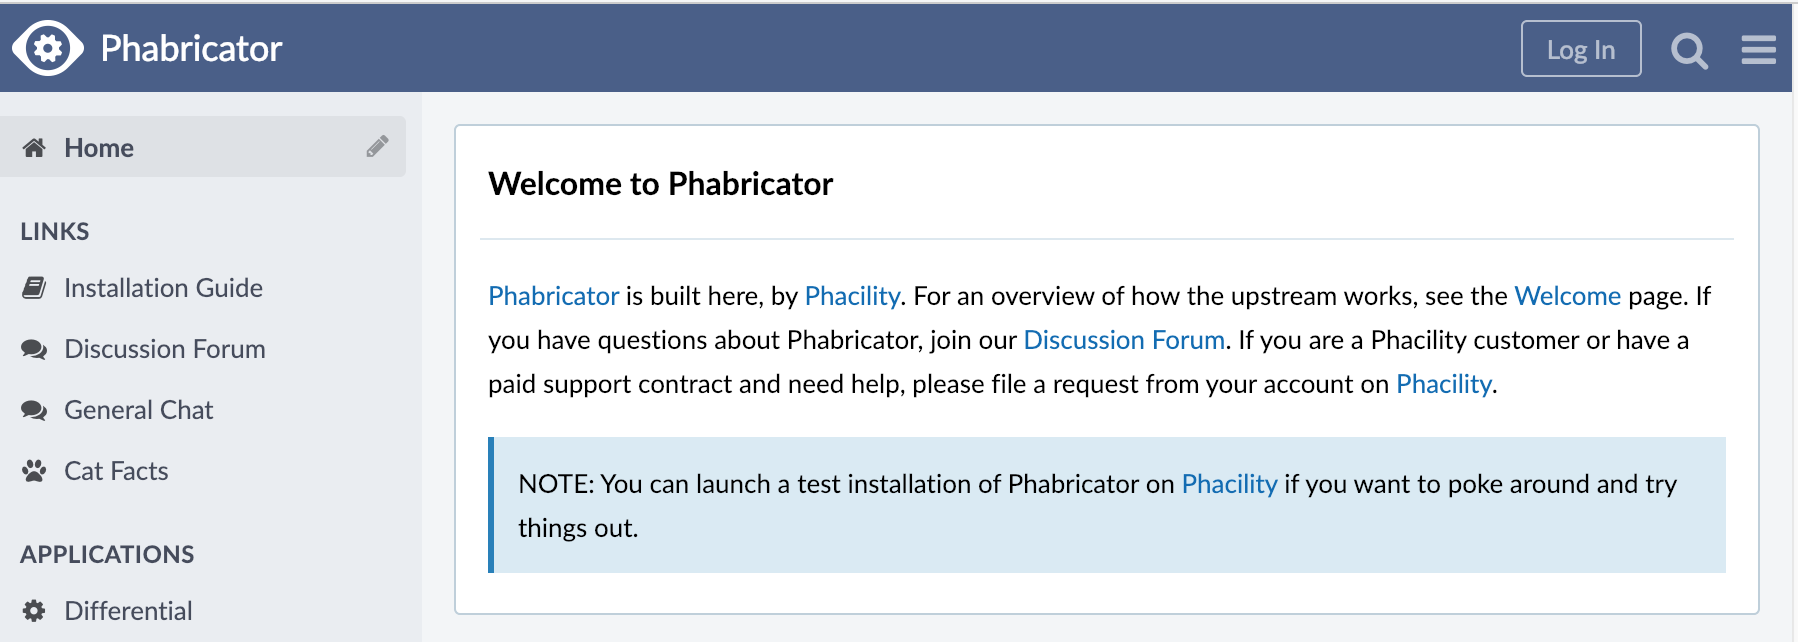 Phabricator
Log In
Home
LINKS
Installation Guide
Discussion Forum
General Chat
Cat Facts
APPLICATIONS
Differential
Welcome to Phabricator
Phabricator is built here, by Phacility. For an overview of how the upstream works, see the Welcome page. If
you have questions about Phabricator, join our Discussion Forum. If you are a Phacility customer or have a
paid support contract and need help, please file a request from your account on Phacility.
NOTE: You can launch a test installation of Phabricator on Phacility if you want to poke around and try
things out.